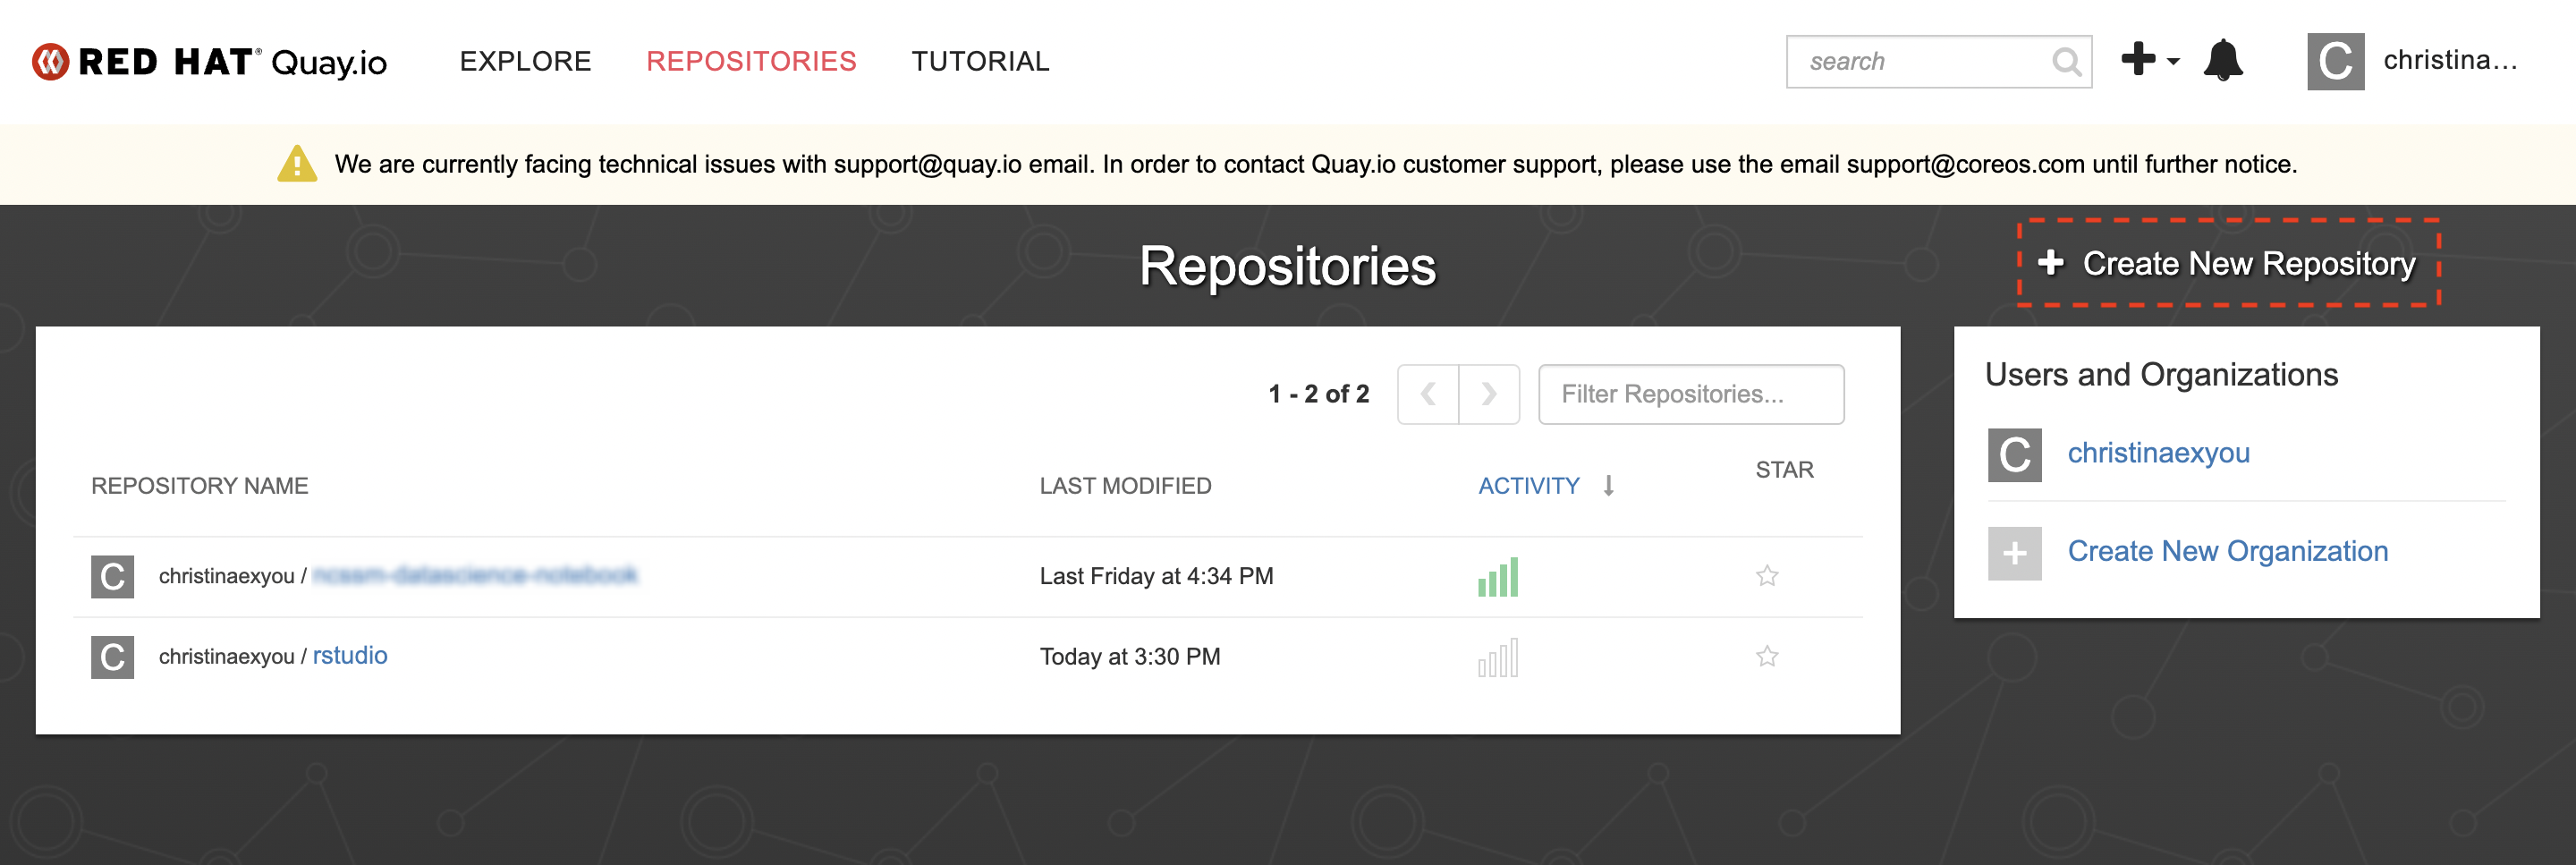 RED HAT® Quay.io EXPLORE REPOSITORIES TUTORIAL search C christina...
We are currently facing technical issues with support@quay.io email. In order to contact Quay.io customer support, please use the email support@coreos.com until further notice.
Repositories
+ Create New Repository
1 - 2 of 2 Filter Repositories...
REPOSITORY NAME LAST MODIFIED ACTIVITY STAR
C christinaexyou / ncssm-datascience-notebook Last Friday at 4:34 PM
C christinaexyou / rstudio Today at 3:30 PM
Users and Organizations
C christinaexyou
+ Create New Organization